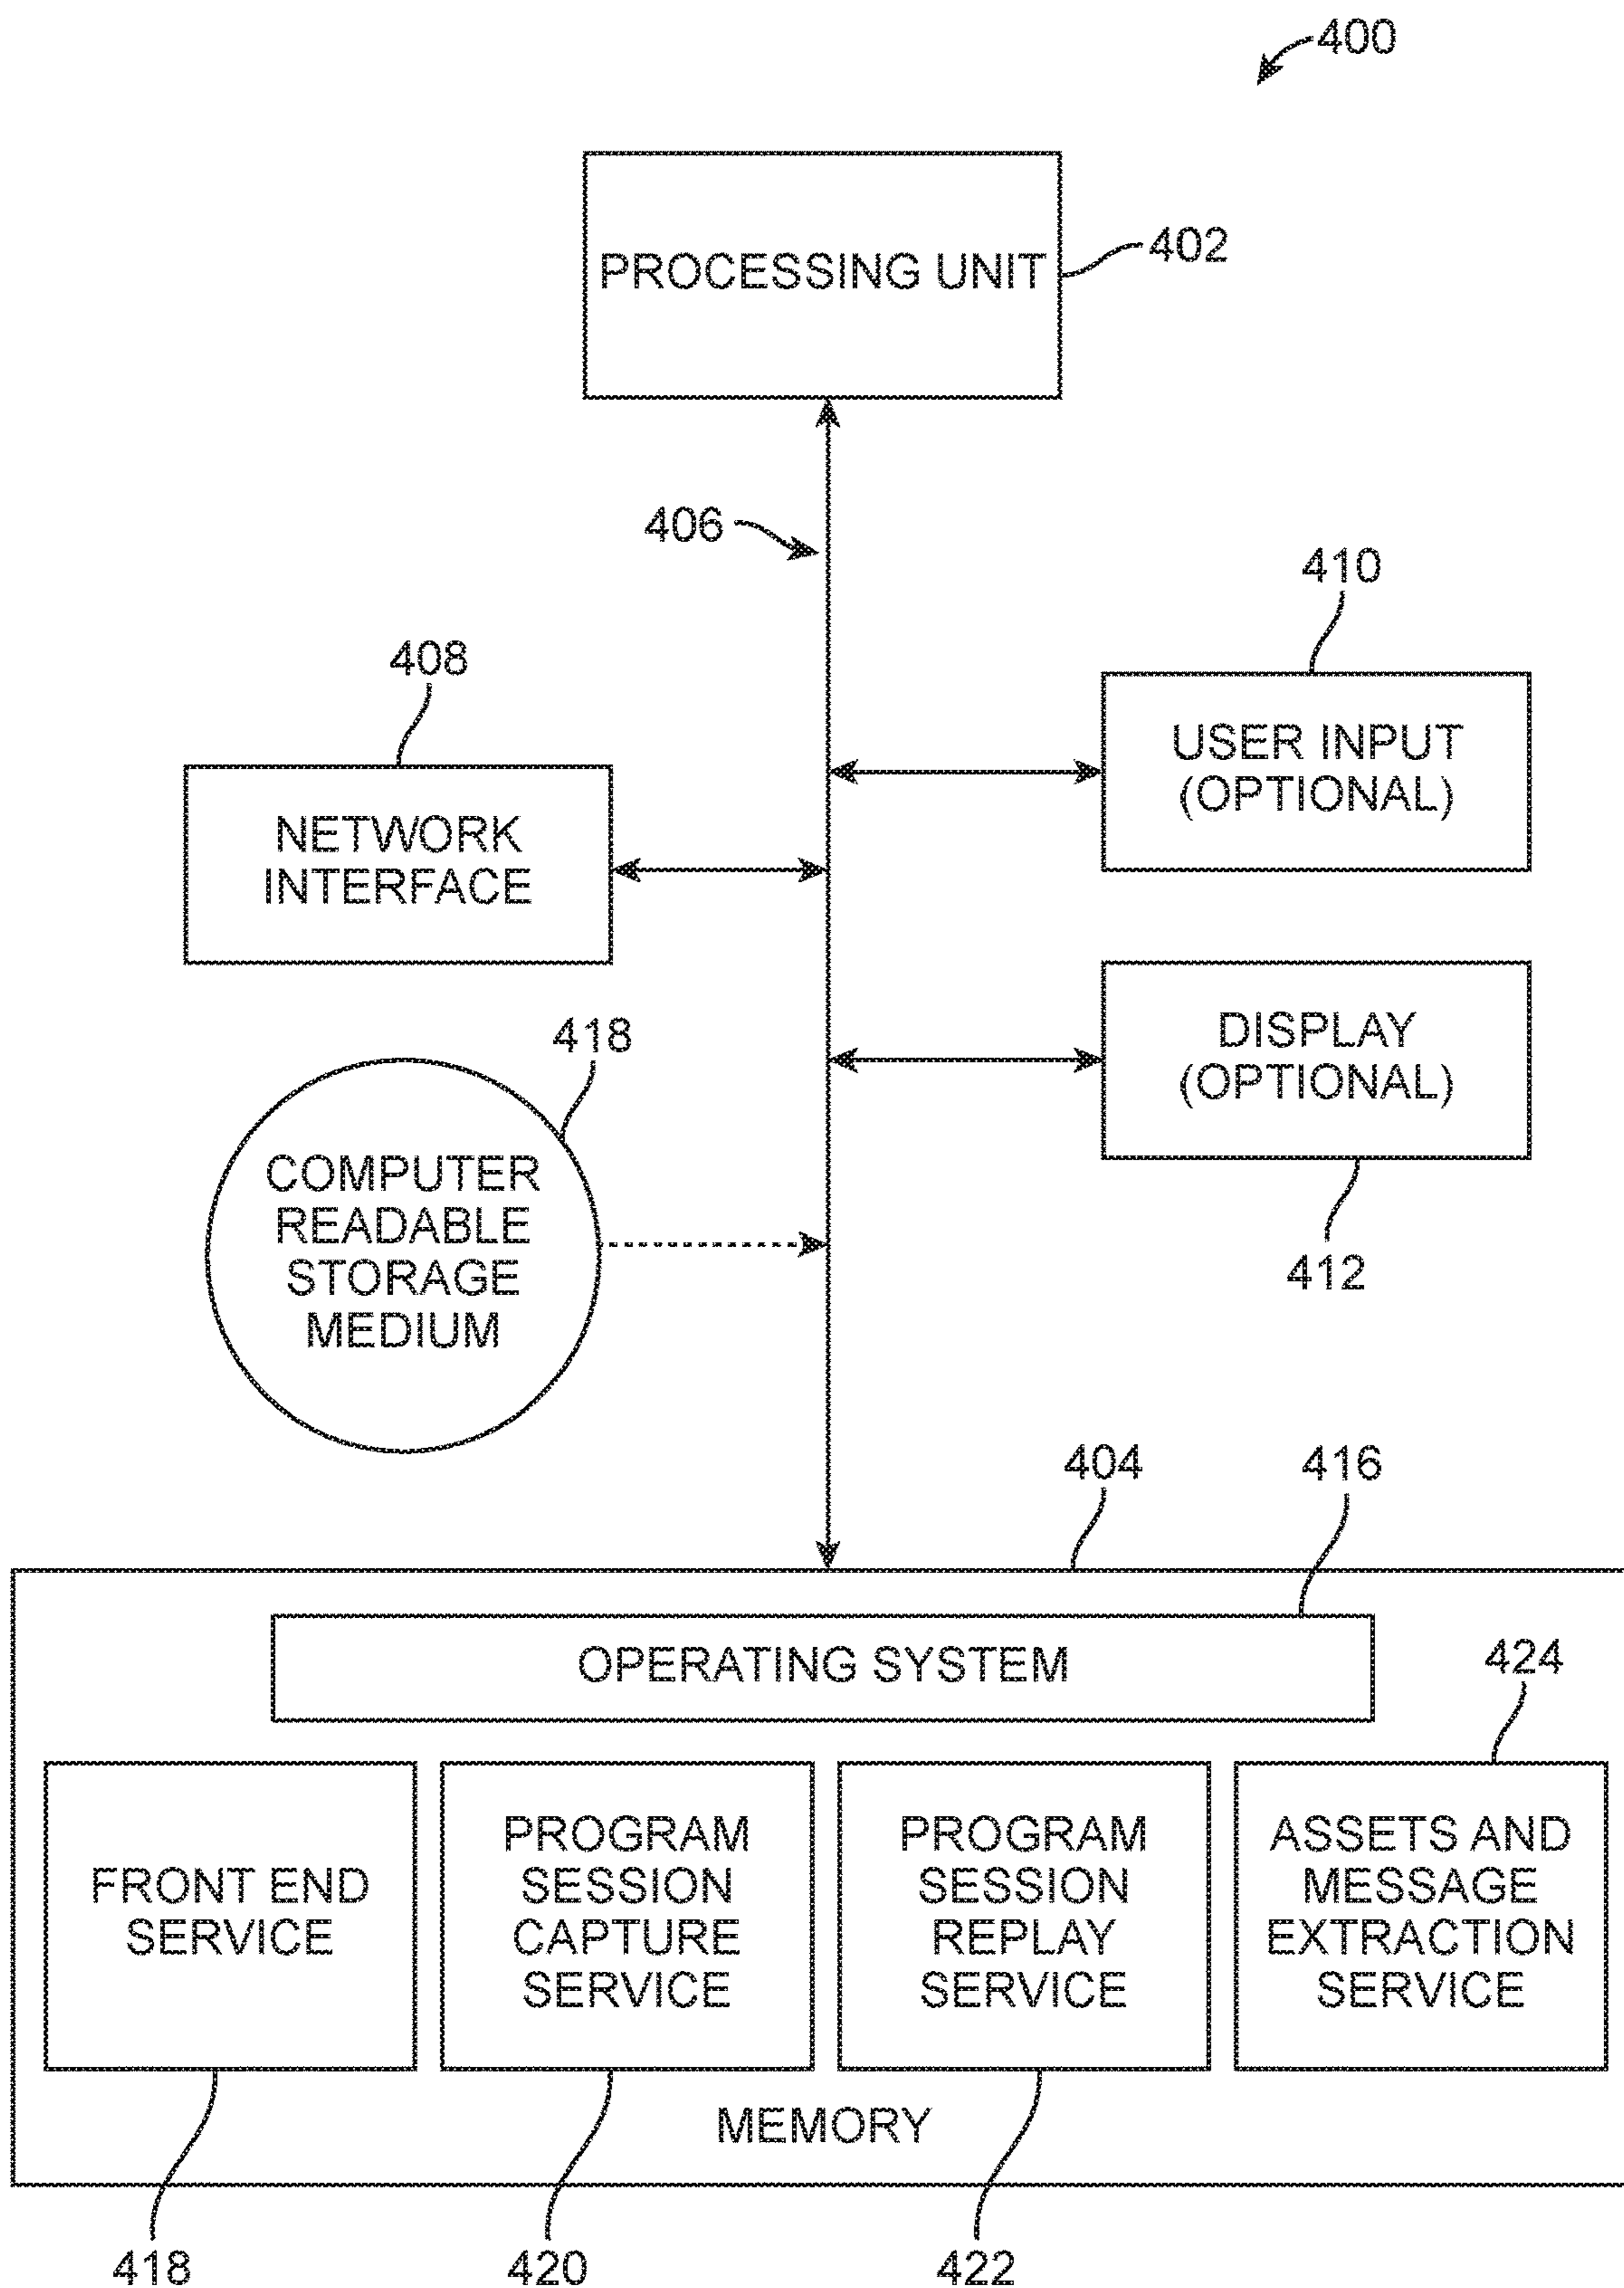 400
PROCESSING UNIT
402
406
410
408
USER INPUT
(OPTIONAL)
NETWORK
INTERFACE
418
DISPLAY
(OPTIONAL)
COMPUTER
READABLE
STORAGE
MEDIUM
412
404
416
OPERATING SYSTEM
424
FRONT END
SERVICE
PROGRAM
SESSION
CAPTURE
SERVICE
PROGRAM
SESSION
REPLAY
SERVICE
ASSETS AND
MESSAGE
EXTRACTION
SERVICE
MEMORY
418
420
422